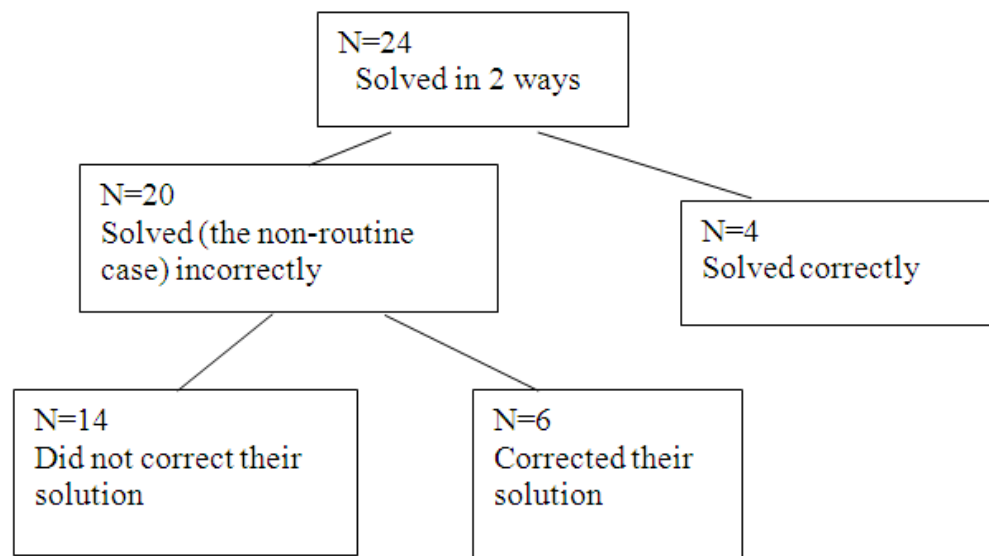 N=24
Solved in 2 ways
N=20
Solved (the non-routine
case) incorrectly
N=4
Solved correctly
N=14
Did not correct their
solution
N=6
Corrected their
solution